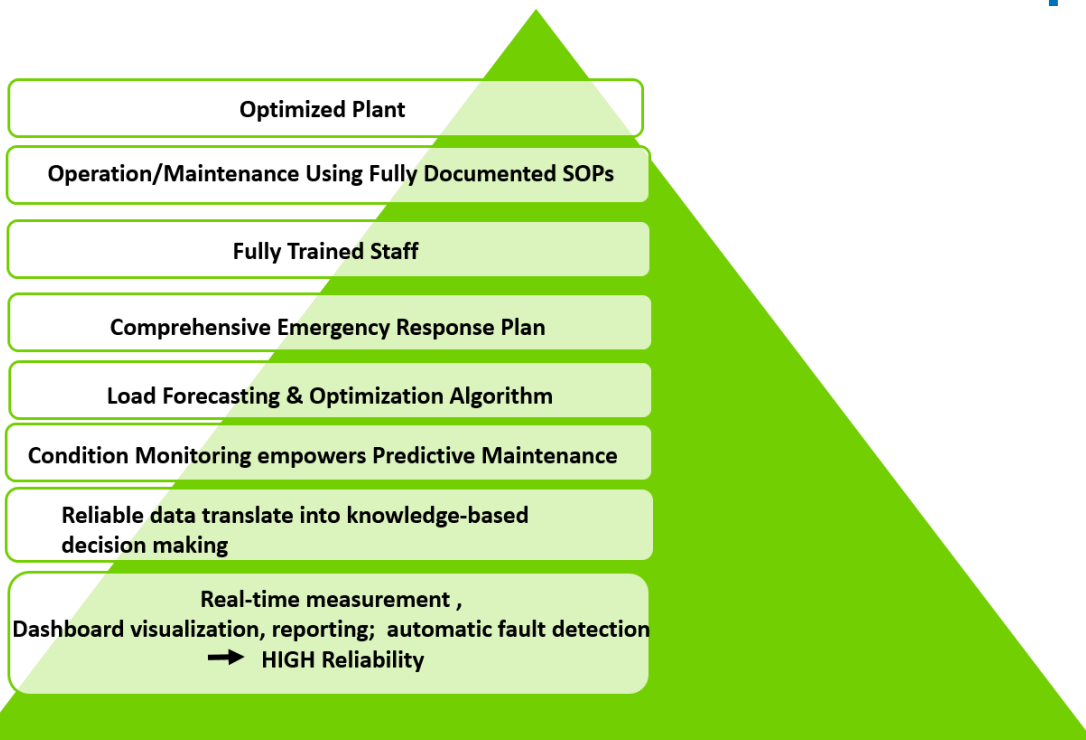 Optimized Plant
Operation/Maintenance Using Fully Documented SOPs
Fully Trained Staff
Comprehensive Emergency Response Plan
Load Forecasting & Optimization Algorithm
Condition Monitoring empowers Predictive Maintenance
Reliable data translate into knowledge-based
decision making
Real-time measurement ,
Dashboard visualization, reporting;  automatic fault detection
HIGH Reliability